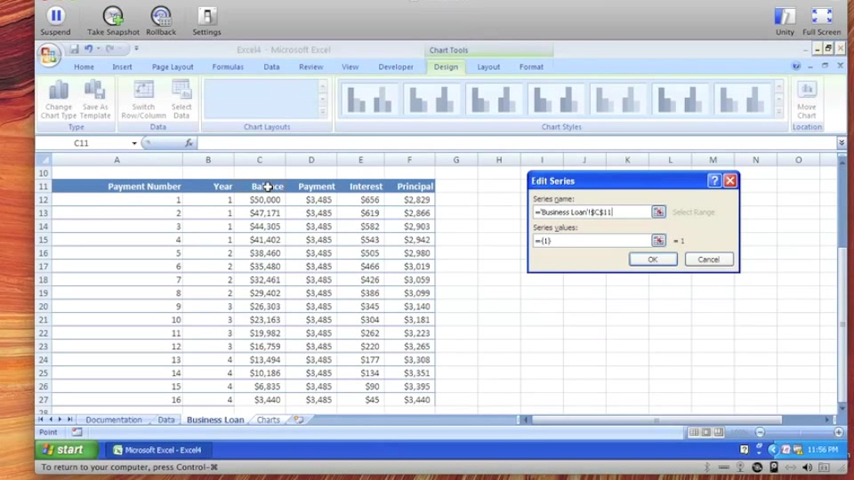 Suspend Take Snapshot Rollback Settings Unity Full Screen
Excel4 - Microsoft Excel Chart Tools
Home Insert Page Layout Formulas Data Review View Developer Design Layout Format
Change Chart Type Save As Template Switch Row/Column Select Data Move Chart
Type Data Chart Layouts Chart Styles Location
C11 fx
A B C D E F G H I J K L M N O
10
11 Payment Number Year Balance Payment Interest Principal
12 1 1 $50,000 $3,485 $656 $2,829
13 2 1 $47,171 $3,485 $619 $2,866
14 3 1 $44,305 $3,485 $582 $2,903
15 4 1 $41,402 $3,485 $543 $2,942
16 5 2 $38,460 $3,485 $505 $2,980
17 6 2 $35,480 $3,485 $466 $3,019
18 7 2 $32,461 $3,485 $426 $3,059
19 8 2 $29,402 $3,485 $386 $3,099
20 9 3 $26,303 $3,485 $345 $3,140
21 10 3 $23,163 $3,485 $304 $3,181
22 11 3 $19,982 $3,485 $262 $3,223
23 12 3 $16,759 $3,485 $220 $3,265
24 13 4 $13,494 $3,485 $177 $3,308
25 14 4 $10,186 $3,485 $134 $3,351
26 15 4 $6,835 $3,485 $90 $3,395
27 16 4 $3,440 $3,485 $45 $3,440
Edit Series
Series name:
='Business Loan'!$C$11 Select Range
Series values:
={1} = 1
OK Cancel
Documentation Data Business Loan Charts
Point
start Microsoft Excel - Excel4 11:56 PM
To return to your computer, press Control-⌘